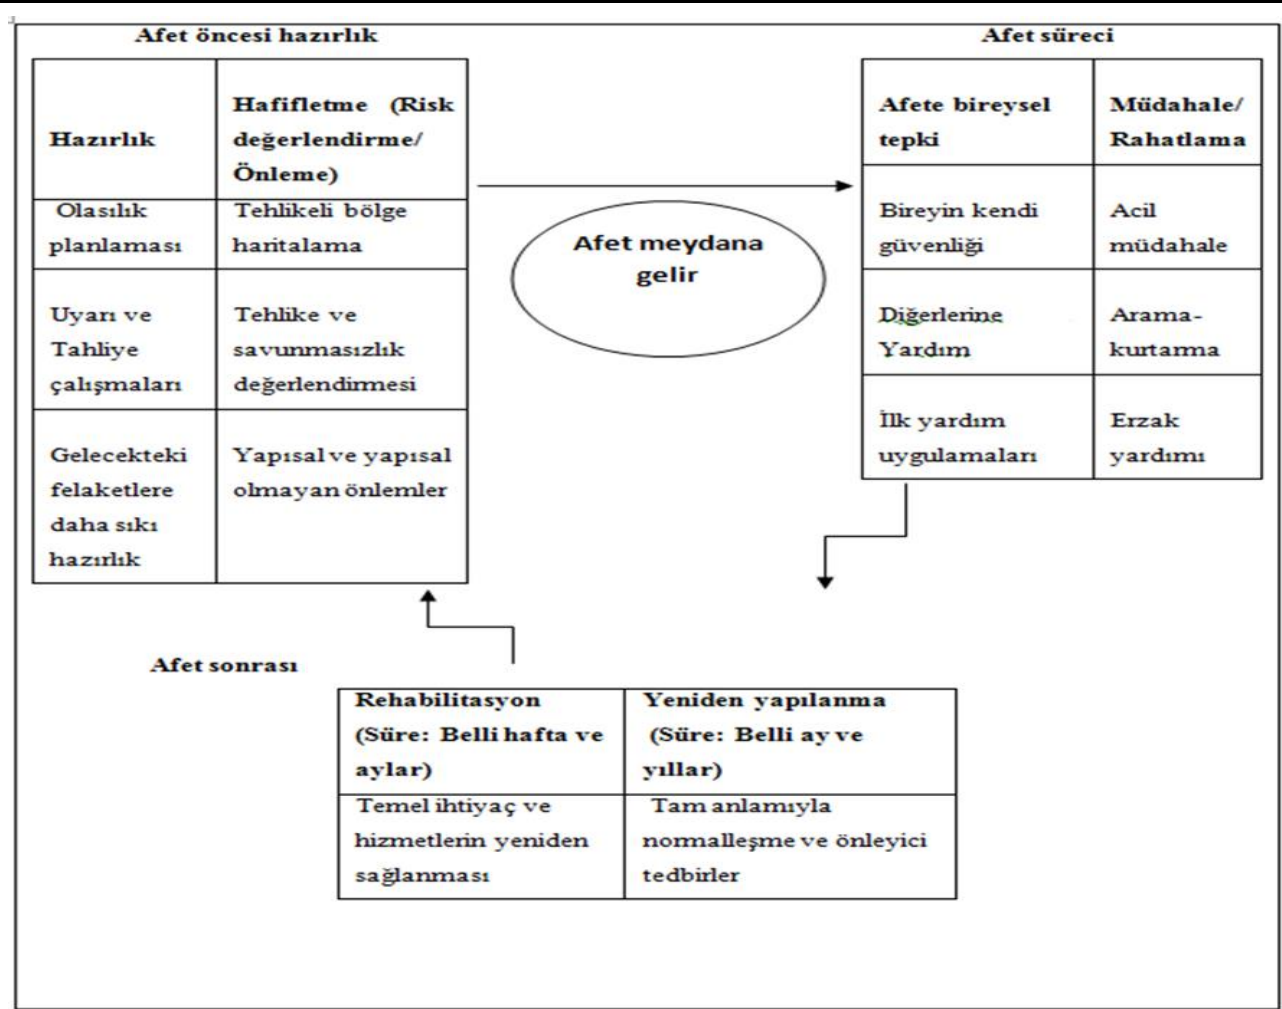 Afet öncesi hazırlık
Hazırlık
Hafifletme (Risk
değerlendirme/
Önleme)
Olasılık
planlaması
Tehlikeli bölge
haritalama
Uyarı ve
Tahliye
çalışmaları
Tehlike ve
savunmasızlık
değerlendirmesi
Gelecekteki
felaketlere
daha sıkı
hazırlık
Yapısal ve yapısal
olmayan önlemler
Afet meydana
gelir
Afet süreci
Afete bireysel
tepki
Müdahale/
Rahatlama
Bireyin kendi
güvenliği
Acil
müdahale
Diğerlerine
Yardım
Arama-
kurtarma
İlk yardım
uygulamaları
Erzak
yardımı
Afet sonrası
Rehabilitasyon
(Süre: Belli hafta ve
aylar)
Yeniden yapılanma
(Süre: Belli ay ve
yıllar)
Temel ihtiyaç ve
hizmetlerin yeniden
sağlanması
Tam anlamıyla
normalleşme ve önleyici
tedbirler